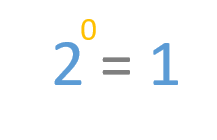 2⁰ = 1